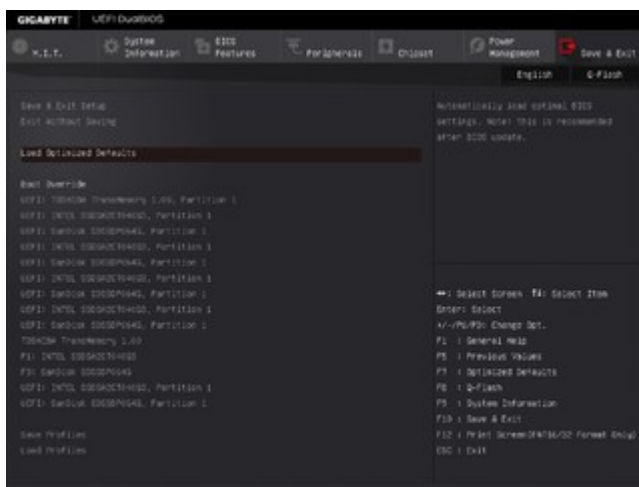 GIGABYTE UEFI DualBIOS
M.I.T.
System Information
BIOS Features
Peripherals
Chipset
Power Management
Save & Exit
English Q-Flash
Save & Exit Setup
Exit Without Saving
Load Optimized Defaults
Boot Override
UEFI: TOSHIBA TransMemory 1.00, Partition 1
UEFI: INTEL Partition 1
UEFI: SanDisk Partition 1
UEFI: INTEL Partition 1
UEFI: SanDisk Partition 1
UEFI: INTEL Partition 1
UEFI: SanDisk Partition 1
UEFI: INTEL Partition 1
UEFI: SanDisk Partition 1
TOSHIBA TransMemory 1.00
INTEL
SanDisk
UEFI: INTEL Partition 1
UEFI: SanDisk Partition 1
Save Profiles
Load Profiles
Automatically load optimal BIOS
settings. Note! This is recommended
after BIOS update.
: Select Screen : Select Item
Enter: Select
+/-/PU/PD: Change Opt.
F1 : General Help
F5 : Previous Values
F7 : Optimized Defaults
F8 : Q-Flash
F9 : System Information
F10 : Save & Exit
F12 : Print Screen(FAT16/32 Format Only)
ESC : Exit